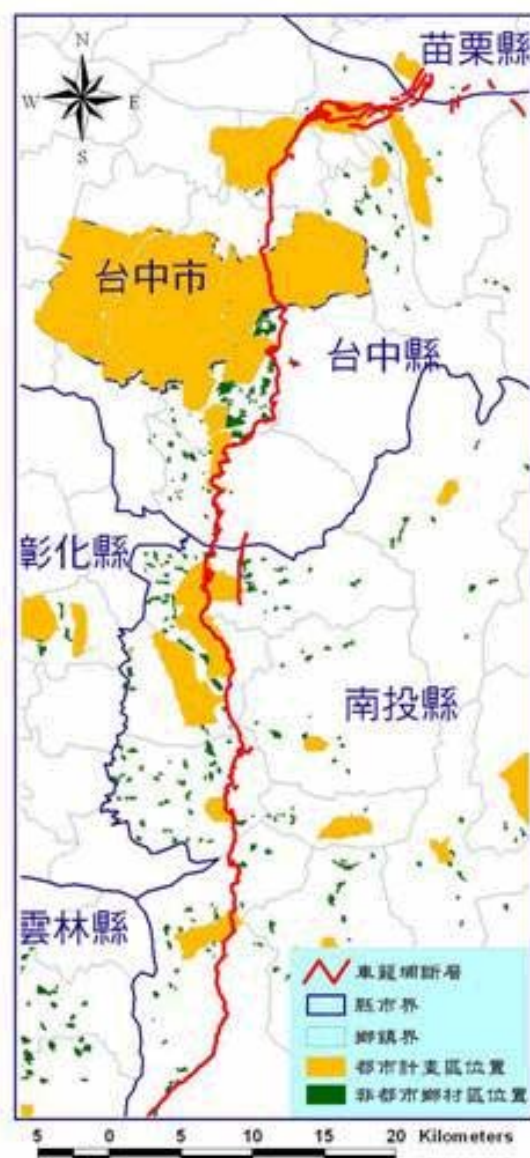 苗栗縣
N
W E
S
台中市
台中縣
彰化縣
南投縣
雲林縣
車籠埔斷層
縣市界
鄉鎮界
都市計畫區位置
非都市鄉村區位置
5 0 5 10 15 20 Kilometers